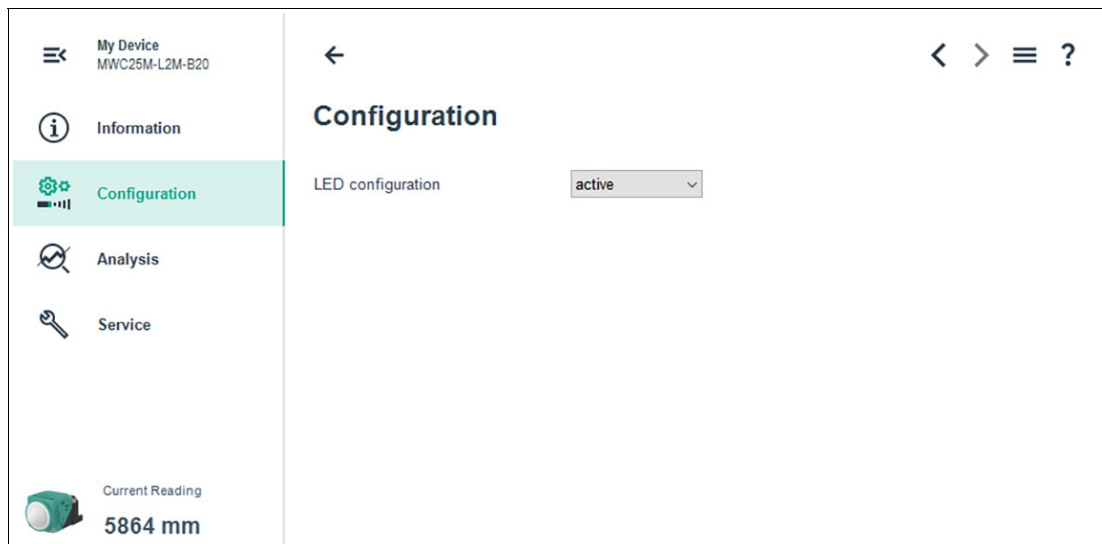 My Device
MWC25M-L2M-B20
Information
Configuration
Analysis
Service
Current Reading
5864 mm
?
Configuration
LED configuration
active